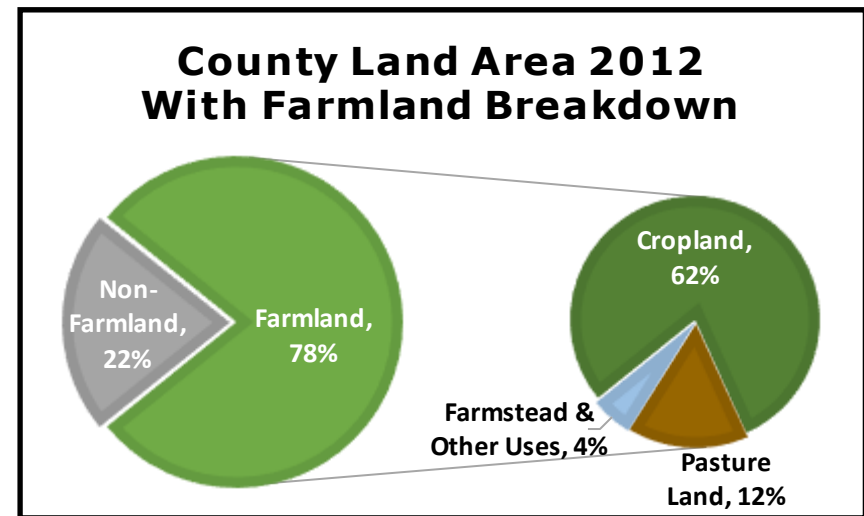 County Land Area 2012
With Farmland Breakdown
Non-
Farmland,
22%
Farmland,
78%
Cropland,
62%
Farmstead &
Other Uses, 4%
Pasture
Land, 12%